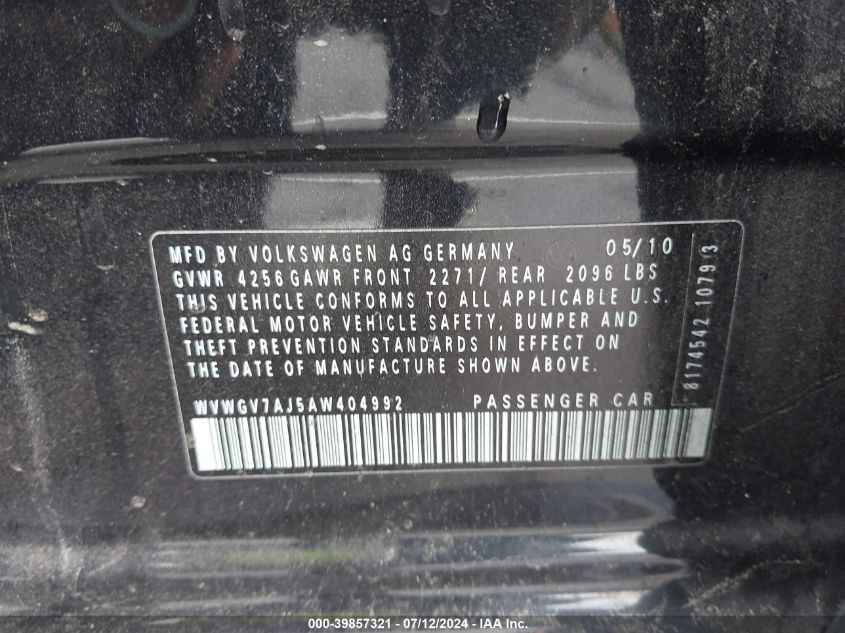 MFD BY VOLKSWAGEN AG GERMANY 05/10
GVWR 4256 GAWR FRONT 2271/ REAR 2096 LBS
THIS VEHICLE CONFORMS TO ALL APPLICABLE U.S.
FEDERAL MOTOR VEHICLE SAFETY, BUMPER AND
THEFT PREVENTION STANDARDS IN EFFECT ON
THE DATE OF MANUFACTURE SHOWN ABOVE.
WVWGV7AJ5AW404992 PASSENGER CAR
8174542 1079 3
000-39857321 - 07/12/2024 - IAA Inc.